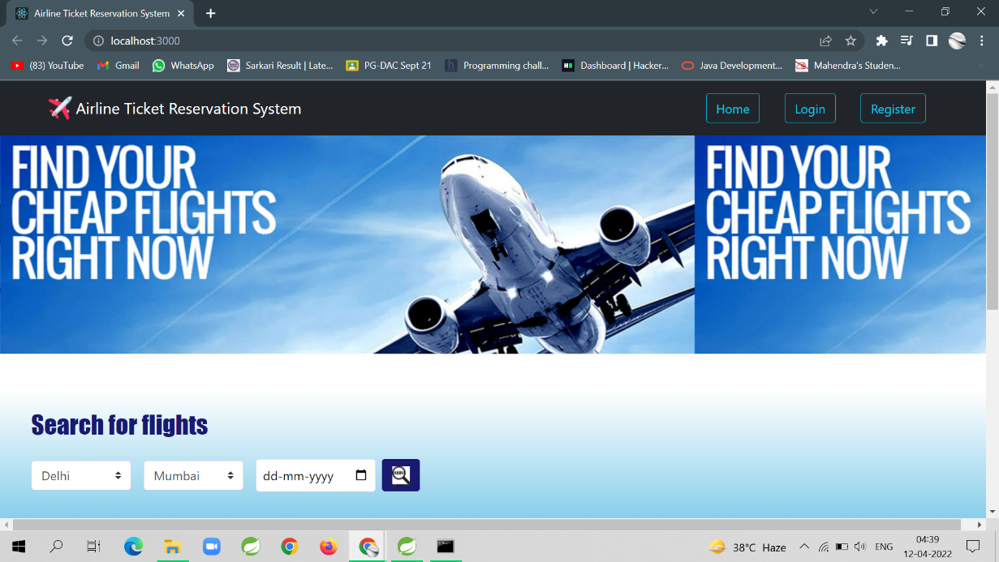 Airline Ticket Reservation System
localhost:3000
(83) YouTube Gmail WhatsApp Sarkari Result | Late... PG-DAC Sept 21 Programming chall... Dashboard | Hacker... Java Development... Mahendra's Studen...
Airline Ticket Reservation System Home Login Register
FIND YOUR
CHEAP FLIGHTS
RIGHT NOW
FIND YOUR
CHEAP FLIGHTS
RIGHT NOW
Search for flights
Delhi Mumbai dd-mm-yyyy
38°C Haze ENG 04:39
12-04-2022